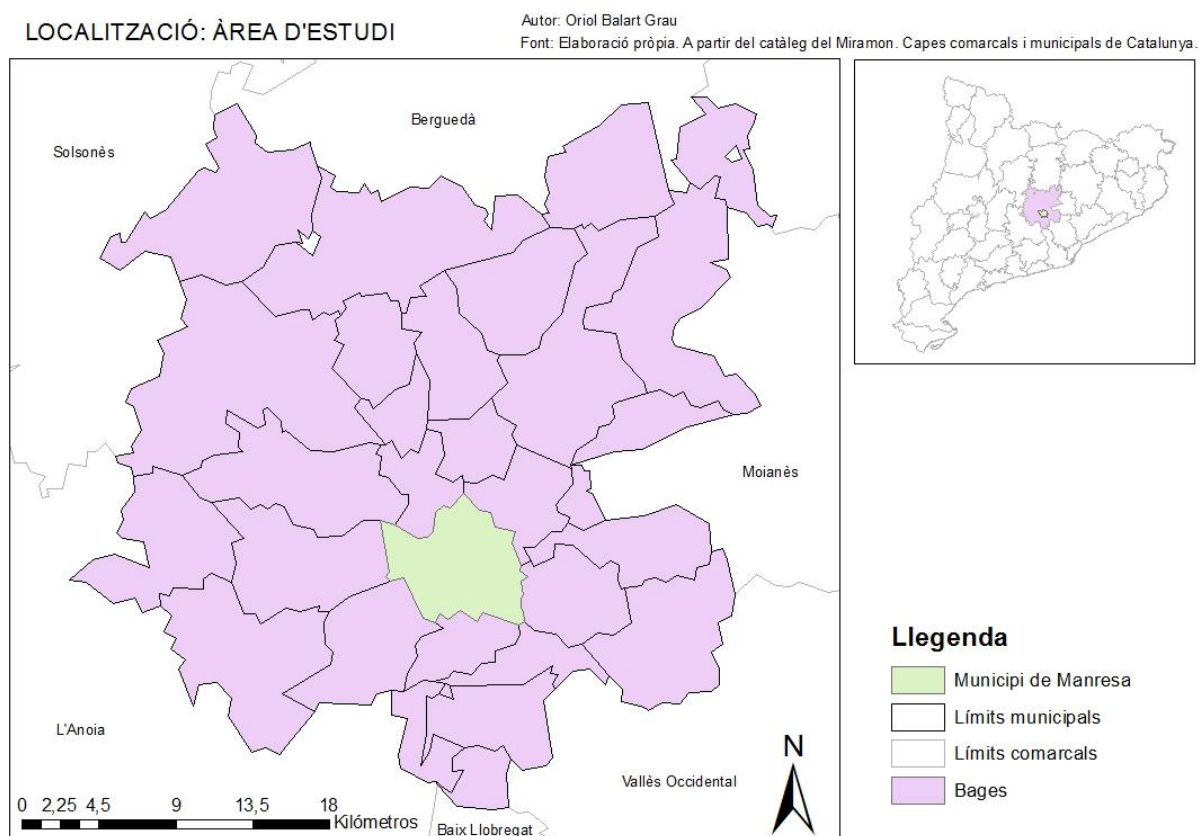 LOCALITZACIÓ: ÀREA D'ESTUDI
Autor: Oriol Balart Grau
Font: Elaboració pròpia. A partir del catàleg del Miramon. Capes comarcals i municipals de Catalunya.
Berguedà
Solsonès
Moianès
L'Anoia
Vallès Occidental
Baix Llobregat
N
0 2,25 4,5 9 13,5 18
Kilómetros
Llegenda
Municipi de Manresa
Límits municipals
Límits comarcals
Bages